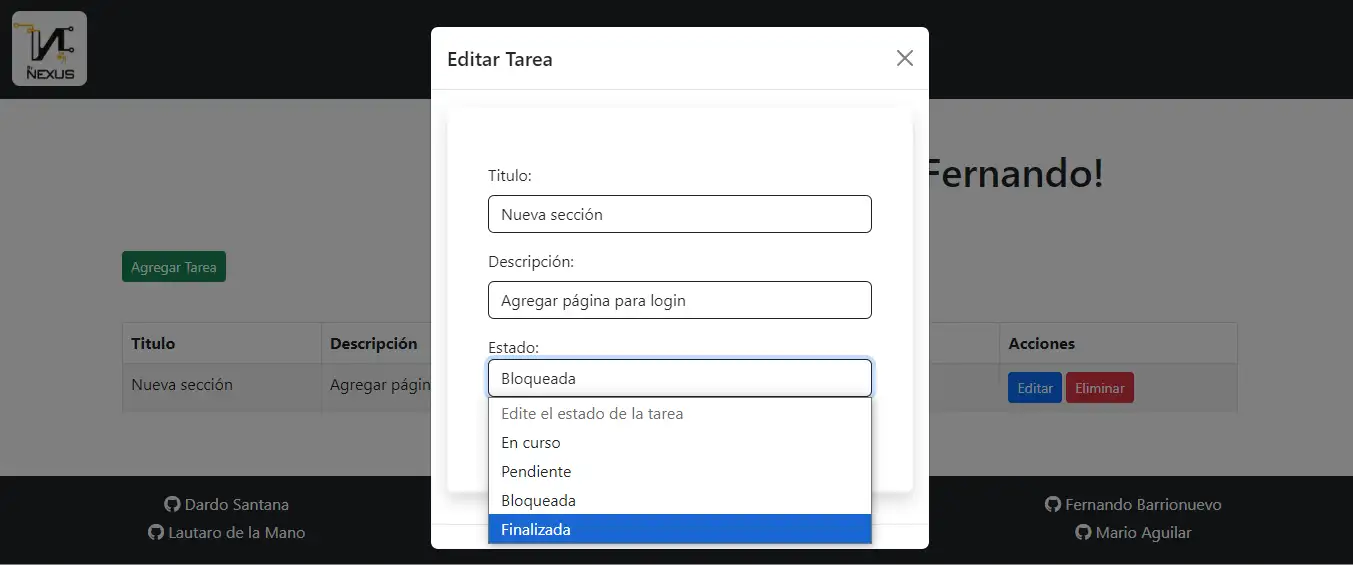 NEXUS
Editar Tarea
Fernando!
Titulo:
Nueva sección
Descripción:
Agregar página para login
Agregar Tarea
Estado:
Bloqueada
Edite el estado de la tarea
En curso
Pendiente
Bloqueada
Finalizada
Titulo Descripción Acciones
Nueva sección Agregar págin Editar Eliminar
Dardo Santana Fernando Barrionuevo
Lautaro de la Mano Mario Aguilar